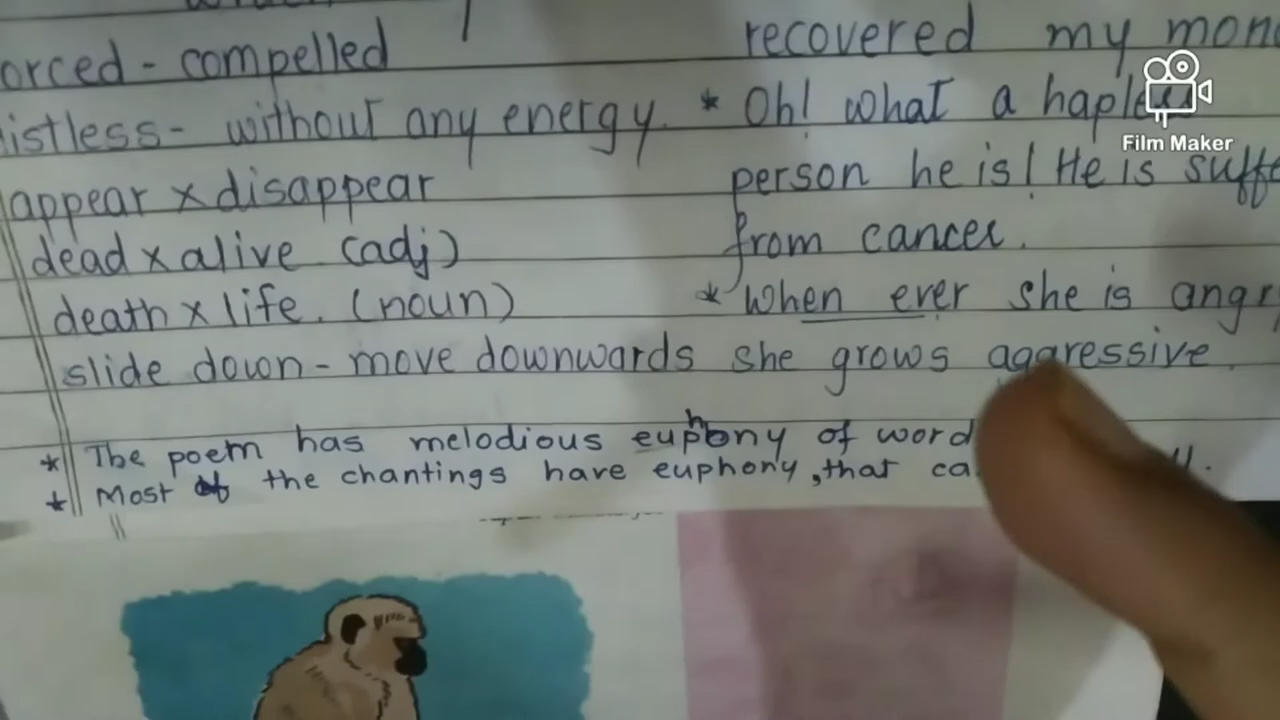 orced - compelled
istless - without any energy.
appear x disappear
dead x alive (adj)
death x life. (noun)
slide down - move downwards
recovered my mon
* Oh! what a hapless
person he is! He is suffe
from cancer.
* When ever she is angr
she grows aggressive.
* The poem has melodious euphony of word
* Most of the chantings have euphony, that ca
Film Maker